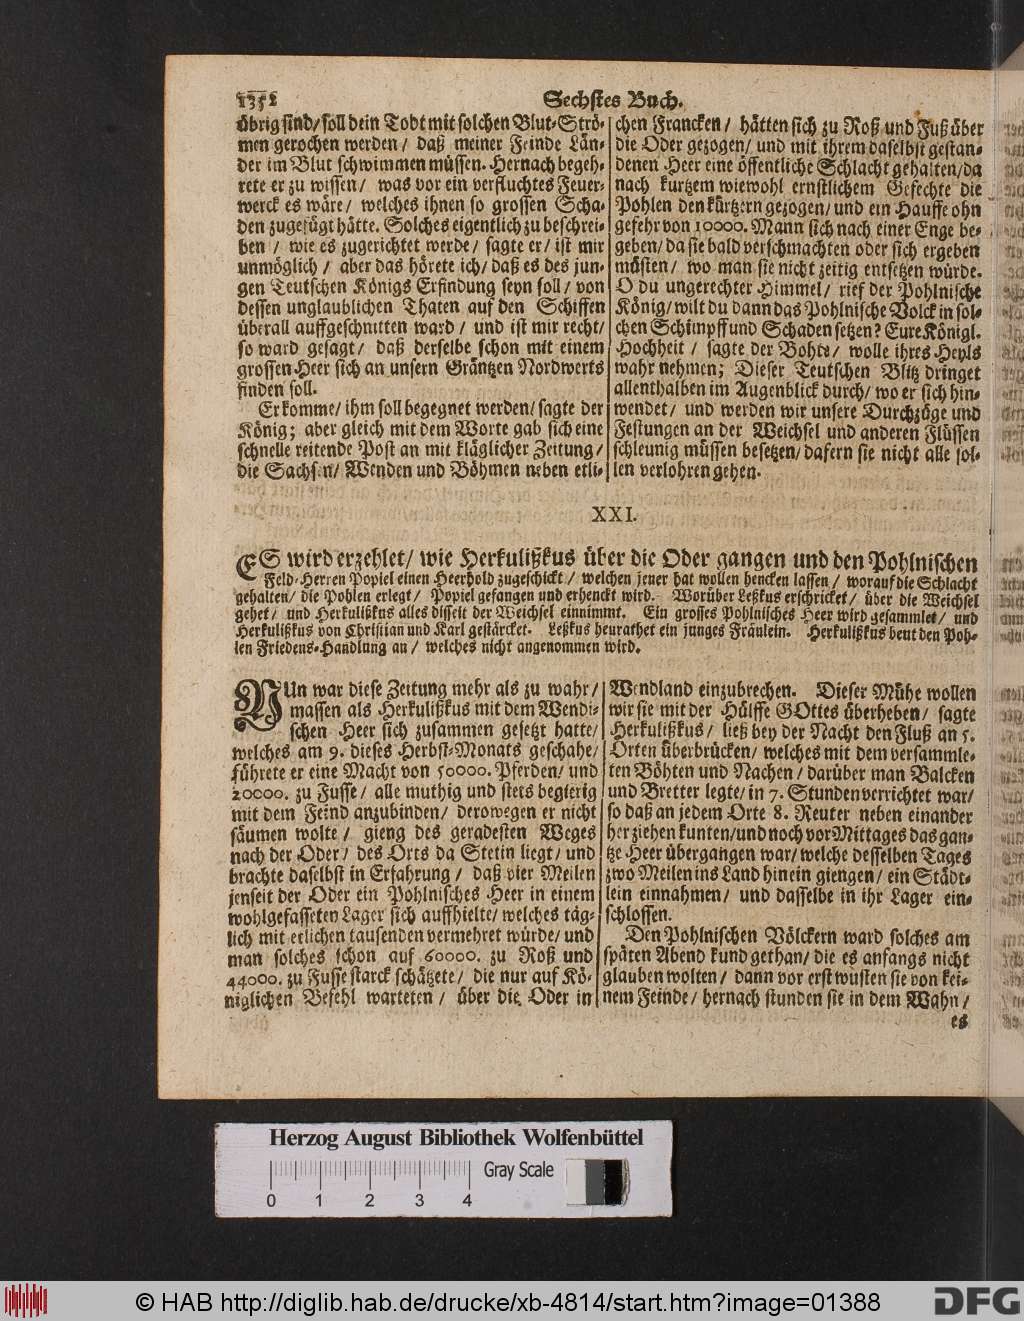 1352
Sechstes Buch.
übrig sind/ soll dein Todt mit solchen Blut-Strö-
men gerochen werden/ daß meiner Feinde Län-
der im Blut schwimmen müssen. Hernach begeh-
rete er zu wissen/ was vor ein verfluchtes Feuer-
werck es wäre/ welches ihnen so grossen Scha-
den zugefügt hätte. Solches eigentlich zu beschrei-
ben/ wie es zugerichtet werde/ sagte er/ ist mir
unmöglich/ aber das hörete ich/ daß es des jun-
gen Teutschen Königs Erfindung seyn soll/ von
dessen unglaublichen Thaten auf den Schiffen
überall auffgeschnitten ward/ und ist mir recht/
so ward gesagt/ daß derselbe schon mit einem
grossen Heer sich an unsern Gräntzen Nordwerts
finden soll.
Er komme/ ihm soll begegnet werden/ sagte der
König; aber gleich mit dem Worte gab sich eine
schnelle reitende Post an mit kläglicher Zeitung/
die Sachsen/ Wenden und Böhmen neben etli-
chen Francken/ hätten sich zu Roß und Fuß über
die Oder gezogen/ und mit ihrem daselbst gestan-
denen Heer eine öffentliche Schlacht gehalten/ da
nach kurtzem wiewohl ernstlichem Gefechte die
Pohlen den kürtzern gezogen/ und ein Hauffe ohn
gefehr von 10000. Mann sich nach einer Enge be-
geben/ da sie bald verschmachten oder sich ergeben
müsten/ wo man sie nicht zeitig entsetzen würde.
O du ungerechter Himmel/ rief der Pohlnische
König/ wilt du dann das Pohlnische Volck in sol-
chen Schimpff und Schaden setzen? Eure Königl.
Hochheit/ sagte der Bohte/ wolle ihres Heyls
wahr nehmen; Dieser Teutschen Blitz dringet
allenthalben im Augenblick durch/ wo er sich hin-
wendet/ und werden wir unsere Durchzüge und
Festungen an der Weichsel und anderen Flüssen
schleunig müssen besetzen/ dafern sie nicht alle sol-
len verlohren gehen.
XXI.
ES wird erzehlet/ wie Herkulißkus über die Oder gangen und den Pohlnischen
Feld-Herren Popiel einen Heerhold zugeschickt/ welchen jener hat wollen hencken lassen/ worauf die Schlacht
gehalten/ die Pohlen erlegt/ Popiel gefangen und erhenckt wird. Worüber Leßkus erschricket/ über die Weichsel
gehet/ und Herkulißkus alles disseit der Weichsel einnimmt. Ein grosses Pohlnisches Heer wird gesammlet/ und
Herkulißkus von Christian und Karl gestärcket. Leßkus heurathet ein junges Fräulein. Herkulißkus beut den Poh-
len Friedens-Handlung an/ welches nicht angenommen wird.
NUn war diese Zeitung mehr als zu wahr/
massen als Herkulißkus mit dem Wendi-
schen Heer sich zusammen gesetzt hatte/
welches am 9. dieses Herbst-Monats geschahe/
führete er eine Macht von 50000. Pferden/ und
20000. zu Fusse/ alle muthig und stets begierig
mit dem Feind anzubinden/ derowegen er nicht
säumen wolte/ gieng des geradesten Weges
nach der Oder/ des Orts da Stetin liegt/ und
brachte daselbst in Erfahrung/ daß vier Meilen
jenseit der Oder ein Pohlnisches Heer in einem
wohlgefasseten Lager sich auffhielte/ welches täg-
lich mit etlichen tausenden vermehret würde/ und
man solches schon auf 60000. zu Roß und
44000. zu Fusse starck schätzete/ die nur auf Kö-
niglichen Befehl warteten/ über die Oder in
Wendland einzubrechen. Dieser Mühe wollen
wir sie mit der Hülffe GOttes überheben/ sagte
Herkulißkus/ ließ bey der Nacht den Fluß an 5.
Orten überbrücken/ welches mit dem versammle-
ten Böhten und Nachen/ darüber man Balcken
und Bretter legte/ in 7. Stunden verrichtet war/
so daß an jedem Orte 8. Reuter neben einander
herziehen kunten/ und noch vor Mittages das gan-
tze Heer übergangen war/ welche desselben Tages
zwo Meilen ins Land hinein giengen/ ein Städt-
lein einnahmen/ und dasselbe in ihr Lager ein-
schlossen.
Den Pohlnischen Völckern ward solches am
späten Abend kund gethan/ die es anfangs nicht
glauben wolten/ dann vor erst wusten sie von kei-
nem Feinde/ hernach stunden sie in dem Wahn/
es
Herzog August Bibliothek Wolfenbüttel
Gray Scale
0 1 2 3 4
© HAB http://diglib.hab.de/drucke/xb-4814/start.htm?image=01388
DFG